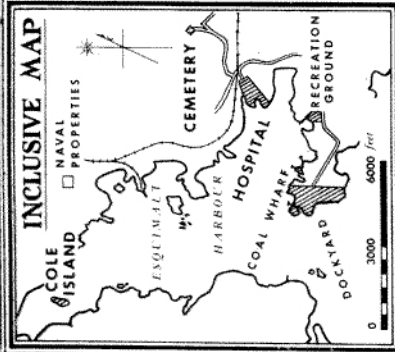 INCLUSIVE MAP
NAVAL
PROPERTIES
COLE
ISLAND
CEMETERY
ESQUIMALT
HARBOUR
HOSPITAL
COAL WHARF
RECREATION
GROUND
DOCKYARD
0 3000 6000 feet